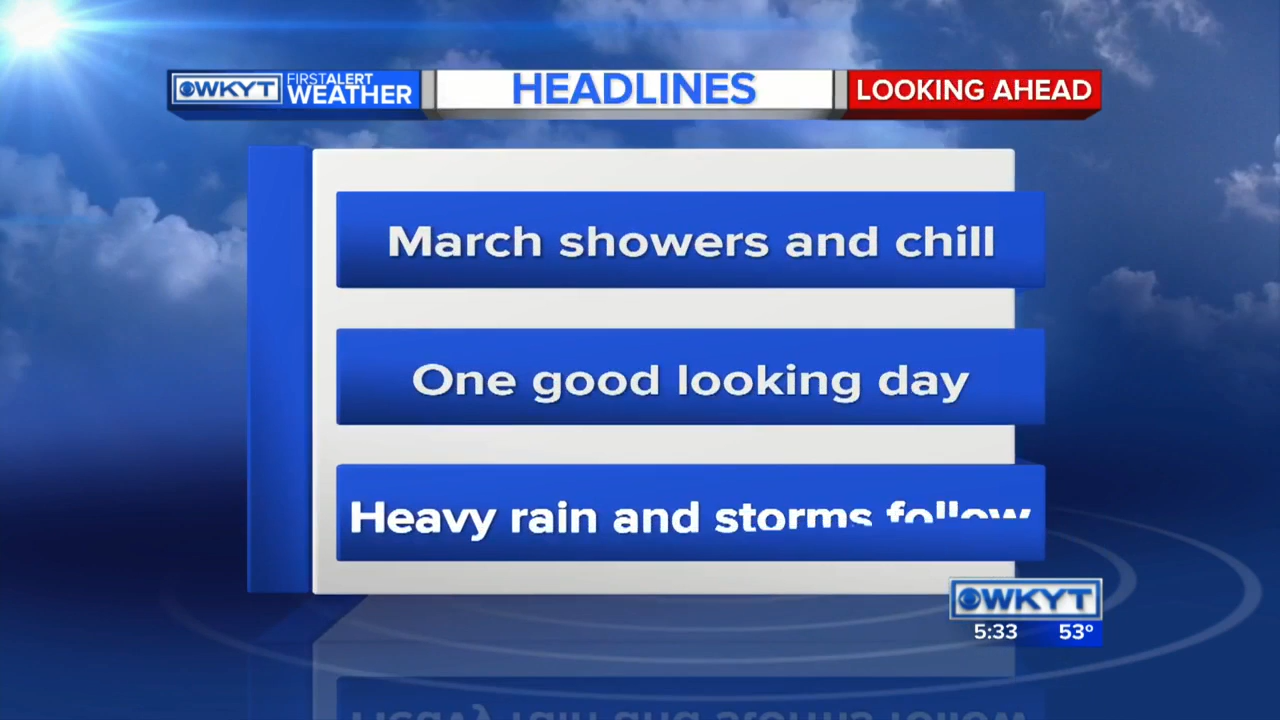 WKYT FIRST ALERT WEATHER HEADLINES LOOKING AHEAD
March showers and chill
One good looking day
Heavy rain and storms follow
WKYT
5:33 53°